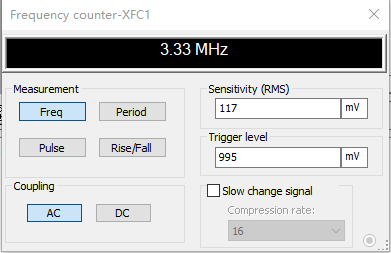 Frequency counter-XFC1
3.33 MHz
Measurement
Freq
Period
Pulse
Rise/Fall
Coupling
AC
DC
Sensitivity (RMS)
117
mV
Trigger level
995
mV
Slow change signal
Compression rate:
16